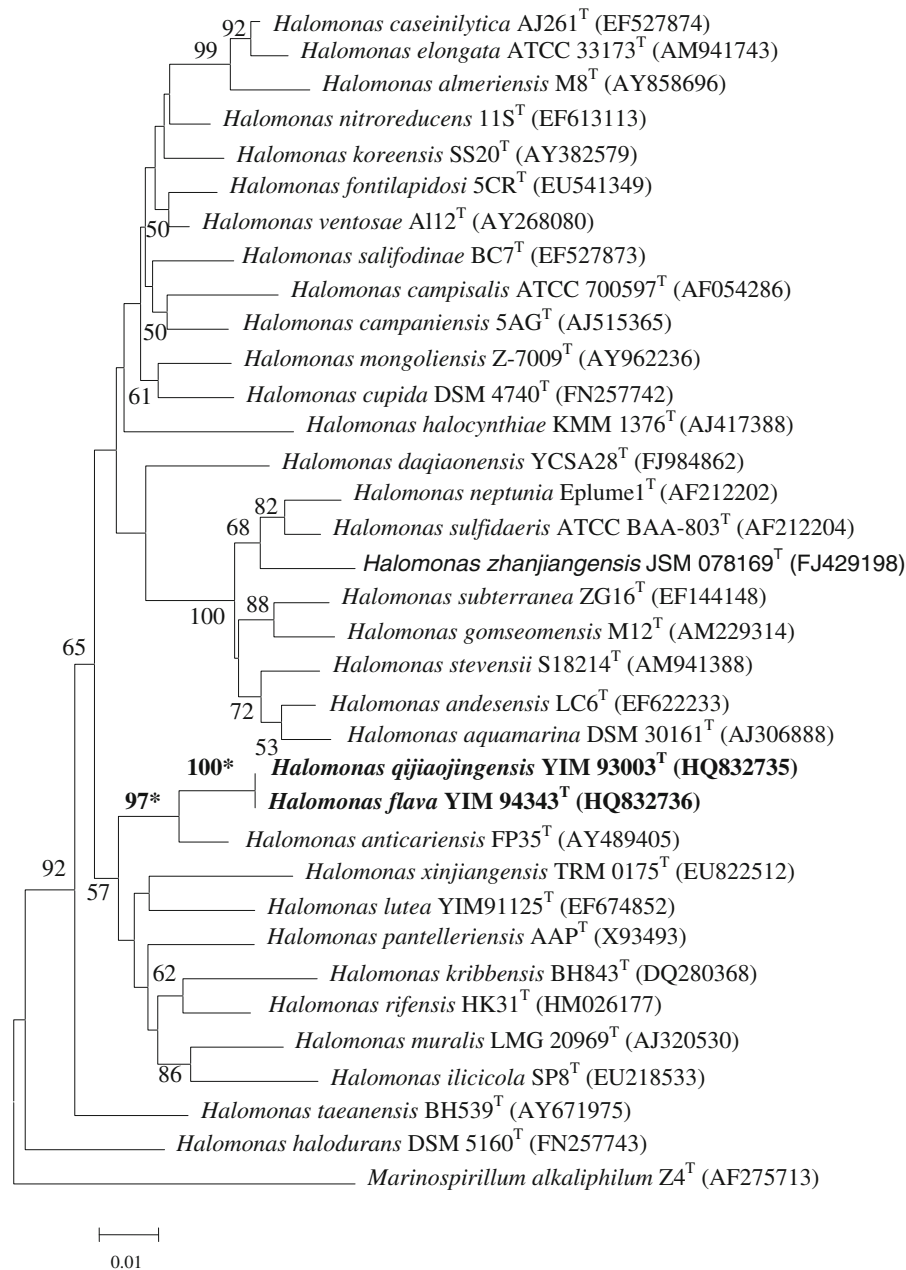 92
Halomonas caseinilytica AJ261T (EF527874)
99
Halomonas elongata ATCC 33173T (AM941743)
Halomonas almeriensis M8T (AY858696)
Halomonas nitroreducens 11ST (EF613113)
Halomonas koreensis SS20T (AY382579)
Halomonas fontilapidosi 5CRT (EU541349)
50
Halomonas ventosae Al12T (AY268080)
Halomonas salifodinae BC7T (EF527873)
Halomonas campisalis ATCC 700597T (AF054286)
50
Halomonas campaniensis 5AGT (AJ515365)
Halomonas mongoliensis Z-7009T (AY962236)
61
Halomonas cupida DSM 4740T (FN257742)
Halomonas halocynthiae KMM 1376T (AJ417388)
Halomonas daqiaonensis YCSA28T (FJ984862)
82
Halomonas neptunia Eplume1T (AF212202)
68
Halomonas sulfidaeris ATCC BAA-803T (AF212204)
Halomonas zhanjiangensis JSM 078169T (FJ429198)
100
88
Halomonas subterranea ZG16T (EF144148)
Halomonas gomseomensis M12T (AM229314)
65
Halomonas stevensii S18214T (AM941388)
72
Halomonas andesensis LC6T (EF622233)
53
Halomonas aquamarina DSM 30161T (AJ306888)
100*
Halomonas qijiaojingensis YIM 93003T (HQ832735)
97*
Halomonas flava YIM 94343T (HQ832736)
Halomonas anticariensis FP35T (AY489405)
92
57
Halomonas xinjiangensis TRM 0175T (EU822512)
Halomonas lutea YIM91125T (EF674852)
Halomonas pantelleriensis AAPT (X93493)
62
Halomonas kribbensis BH843T (DQ280368)
Halomonas rifensis HK31T (HM026177)
Halomonas muralis LMG 20969T (AJ320530)
86
Halomonas ilicicola SP8T (EU218533)
Halomonas taeanensis BH539T (AY671975)
Halomonas halodurans DSM 5160T (FN257743)
Marinospirillum alkaliphilum Z4T (AF275713)
0.01